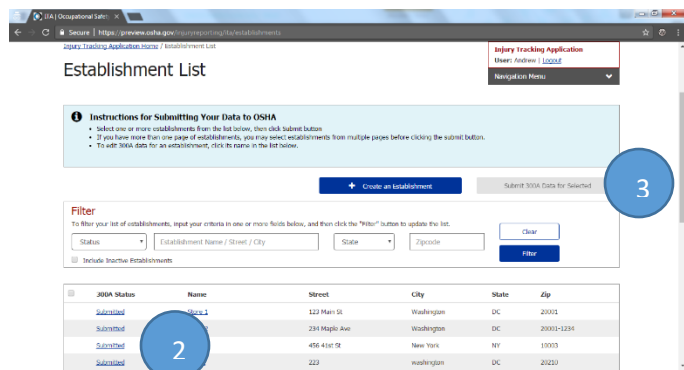 ITA | Occupational Safety
Secure | https://preview.osha.gov/injuryreporting/ita/establishments
Injury Tracking Application Home / Establishment List
Injury Tracking Application
User: Andrew | Logout
Navigation Menu
Establishment List
Instructions for Submitting Your Data to OSHA
• Select one or more establishments from the list below, then click Submit button
• If you have more than one page of establishments, you may select establishments from multiple pages before clicking the submit button.
• To edit 300A data for an establishment, click its name in the list below.
+ Create an Establishment
Submit 300A Data for Selected
3
Filter
To filter your list of establishments, input your criteria in one or more fields below, and then click the "Filter" button to update the list.
Clear
Status Establishment Name / Street / City State Zipcode
Filter
Include Inactive Establishments
300A Status Name Street City State Zip
Submitted Store 1 123 Main St Washington DC 20001
Submitted 234 Maple Ave Washington DC 20001-1234
Submitted 456 41st St New York NY 10003
2
Submitted 223 washington DC 20210